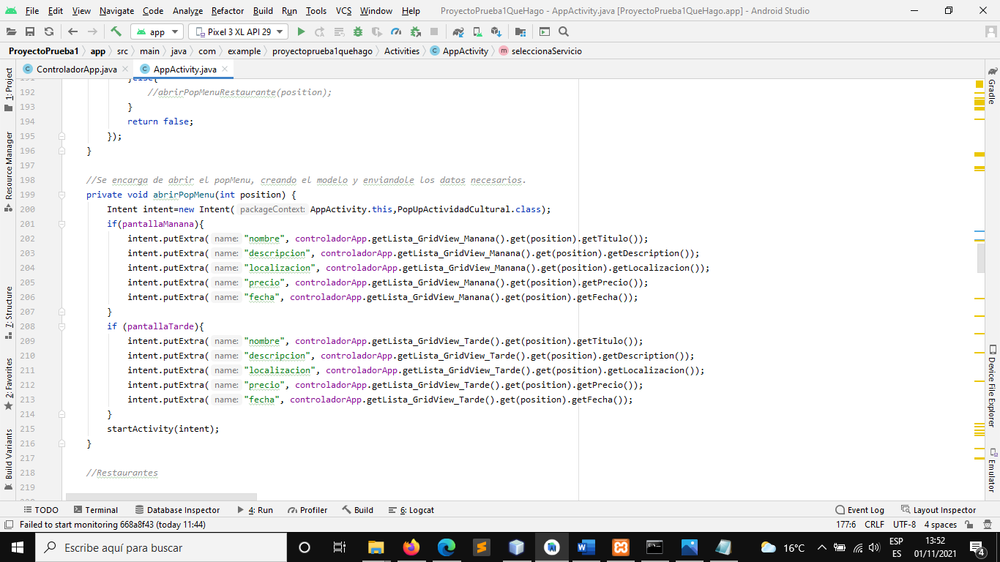 File Edit View Navigate Code Analyze Refactor Build Run Tools VCS Window Help ProyectoPrueba1QueHago - AppActivity.java [ProyectoPrueba1QueHago.app] - Android Studio
app Pixel 3 XL API 29
ProyectoPrueba1 app src main java com example proyectoprueba1quehago Activities AppActivity seleccionaServicio
ControladorApp.java AppActivity.java
1: Project
Resource Manager
7: Structure
2: Favorites
Build Variants
191 }else{
192 //abrirPopMenuRestaurante(position);
193 }
194 return false;
195 });
196 }
197
198 //Se encarga de abrir el popMenu, creando el modelo y enviandole los datos necesarios.
199 private void abrirPopMenu(int position) {
200 Intent intent=new Intent( packageContext: AppActivity.this,PopUpActividadCultural.class);
201 if(pantallaManana){
202 intent.putExtra( name: "nombre", controladorApp.getLista_GridView_Manana().get(position).getTitulo());
203 intent.putExtra( name: "descripcion", controladorApp.getLista_GridView_Manana().get(position).getDescription());
204 intent.putExtra( name: "localizacion", controladorApp.getLista_GridView_Manana().get(position).getLocalizacion());
205 intent.putExtra( name: "precio", controladorApp.getLista_GridView_Manana().get(position).getPrecio());
206 intent.putExtra( name: "fecha", controladorApp.getLista_GridView_Manana().get(position).getFecha());
207 }
208 if (pantallaTarde){
209 intent.putExtra( name: "nombre", controladorApp.getLista_GridView_Tarde().get(position).getTitulo());
210 intent.putExtra( name: "descripcion", controladorApp.getLista_GridView_Tarde().get(position).getDescription());
211 intent.putExtra( name: "localizacion", controladorApp.getLista_GridView_Tarde().get(position).getLocalizacion());
212 intent.putExtra( name: "precio", controladorApp.getLista_GridView_Tarde().get(position).getPrecio());
213 intent.putExtra( name: "fecha", controladorApp.getLista_GridView_Tarde().get(position).getFecha());
214 }
215 startActivity(intent);
216 }
217
218 //Restaurantes
219
Gradle
Device File Explorer
Emulator
TODO Terminal Database Inspector 4: Run Profiler Build 6: Logcat Event Log Layout Inspector
Failed to start monitoring 668a8f43 (today 11:44) 177:6 CRLF UTF-8 4 spaces
Escribe aquí para buscar
16°C
ESP
ES
13:52
01/11/2021
4